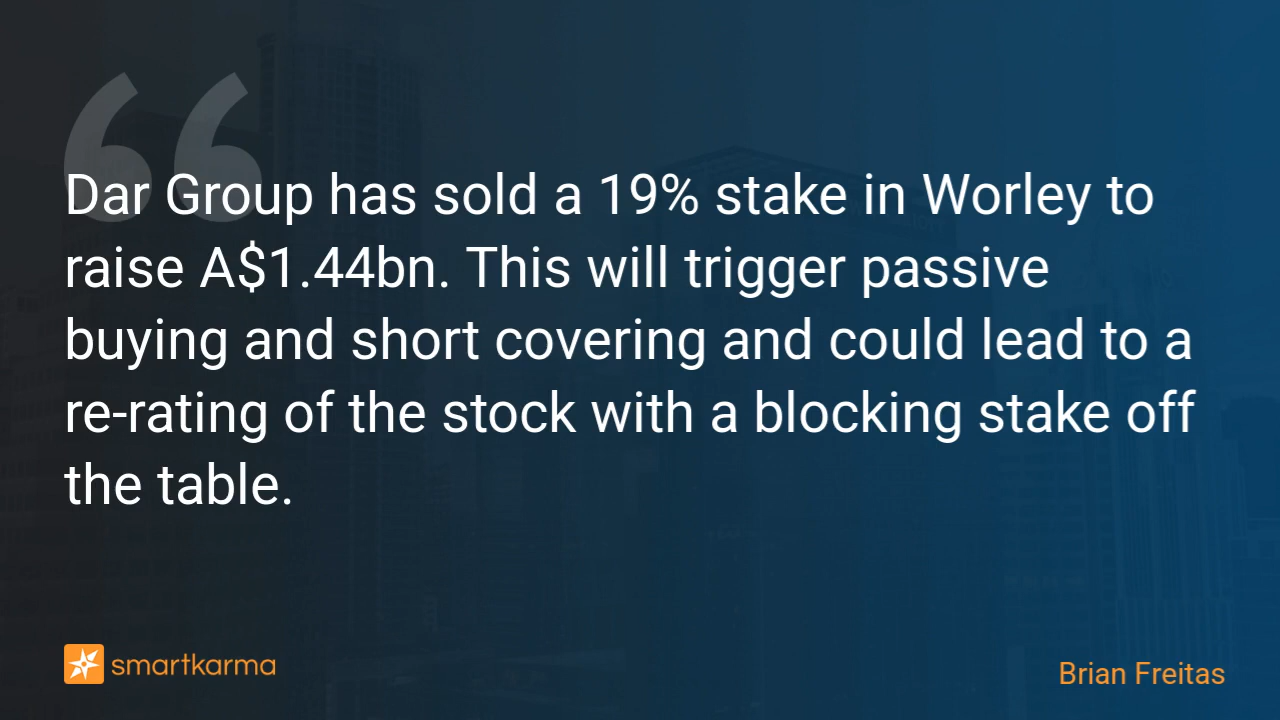 Dar Group has sold a 19% stake in Worley to
raise A$1.44bn. This will trigger passive
buying and short covering and could lead to a
re-rating of the stock with a blocking stake off
the table.
smartkarma
Brian Freitas